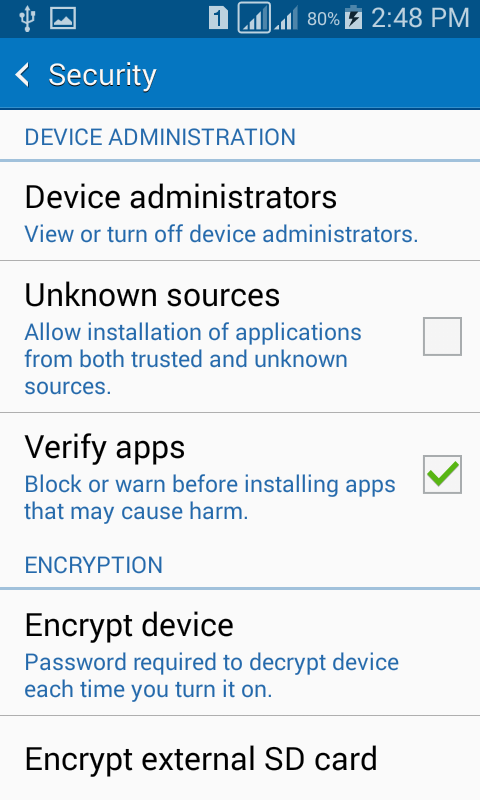 1 80% 2:48 PM
Security
DEVICE ADMINISTRATION
Device administrators
View or turn off device administrators.
Unknown sources
Allow installation of applications
from both trusted and unknown
sources.
Verify apps
Block or warn before installing apps
that may cause harm.
ENCRYPTION
Encrypt device
Password required to decrypt device
each time you turn it on.
Encrypt external SD card